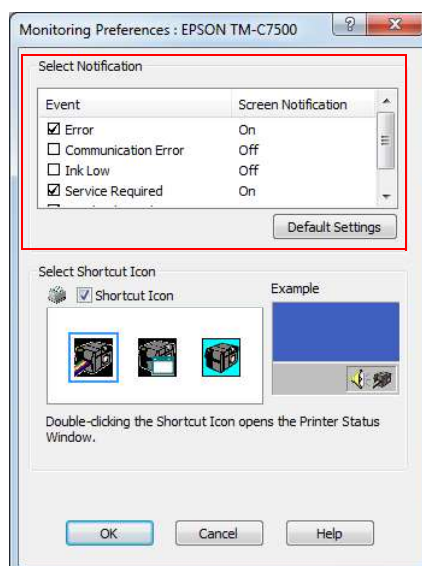 Monitoring Preferences : EPSON TM-C7500
Select Notification
Event Screen Notification
Error On
Communication Error Off
Ink Low Off
Service Required On
Default Settings
Select Shortcut Icon
Shortcut Icon
Example
Double-clicking the Shortcut Icon opens the Printer Status
Window.
OK Cancel Help